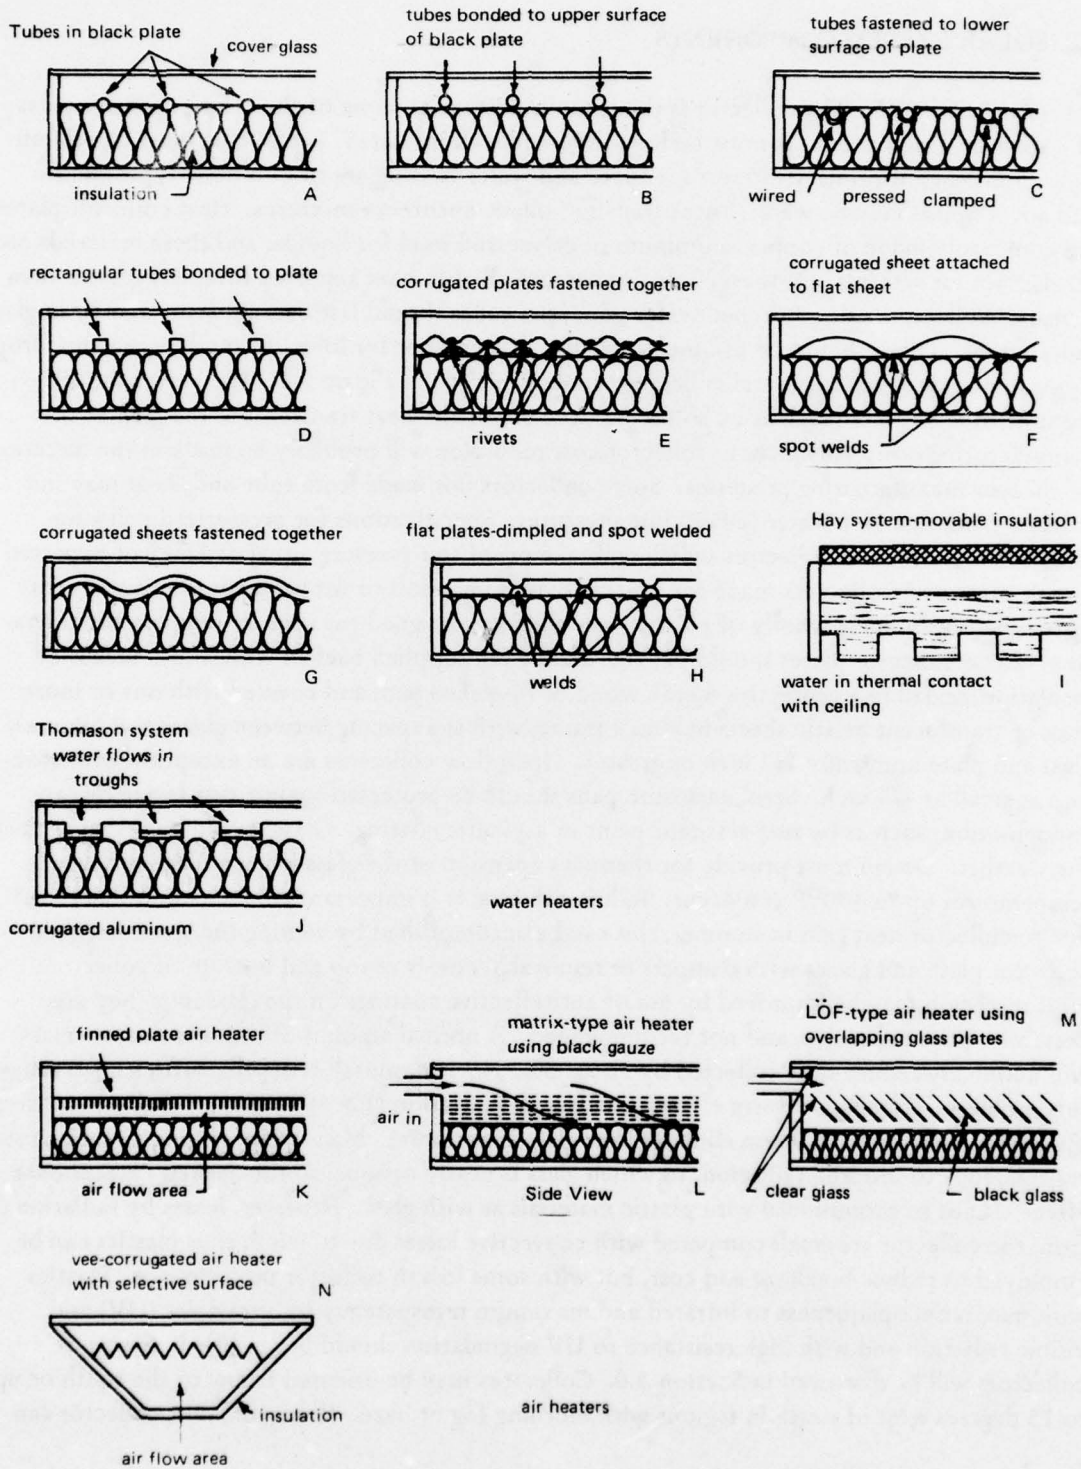 Tubes in black plate
cover glass
insulation
A
tubes bonded to upper surface
of black plate
B
tubes fastened to lower
surface of plate
wired
pressed
clamped
C
rectangular tubes bonded to plate
D
corrugated plates fastened together
rivets
E
corrugated sheet attached
to flat sheet
spot welds
F
corrugated sheets fastened together
G
flat plates-dimpled and spot welded
welds
H
Hay system-movable insulation
water in thermal contact
with ceiling
I
Thomason system
water flows in
troughs
J
corrugated aluminum
water heaters
finned plate air heater
air flow area
K
matrix-type air heater
using black gauze
air in
Side View
L
LÖF-type air heater using
overlapping glass plates
M
clear glass
black glass
vee-corrugated air heater
with selective surface
N
insulation
air flow area
air heaters